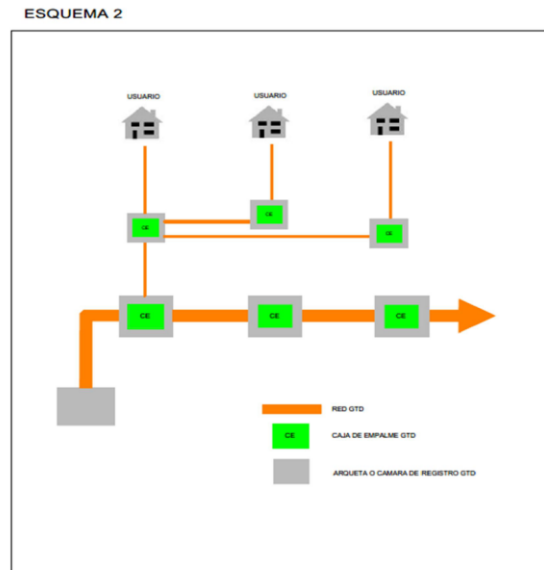 ESQUEMA 2
USUARIO
USUARIO
USUARIO
CE
CE
CE
CE
CE
CE
RED GTD
CE
CAJA DE EMPALME GTD
ARQUETA O CAMARA DE REGISTRO GTD